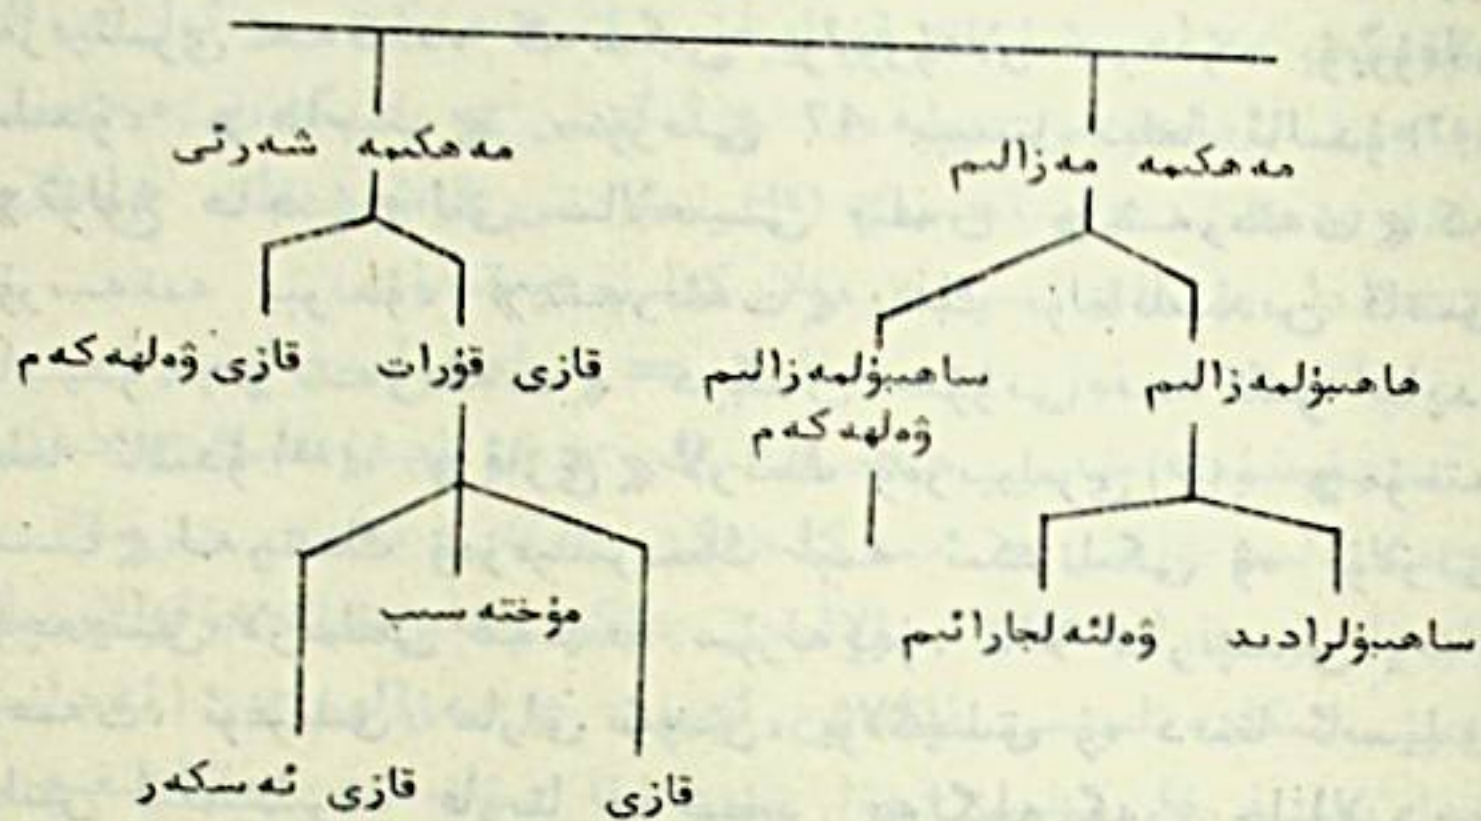 مەھكىمە مەزالىم
مەھكىمە شەرئى
ھاھىبۇلمەزالىم
ساھىبۇلمەزالىم
ۋەلھەكەم
قازى قۇرات
قازى ۋەلھەكەم
ساھىبۇلرادىد
ۋەلئەلجارائىم
مۇختەسىب
قازى
قازى ئەسكەر